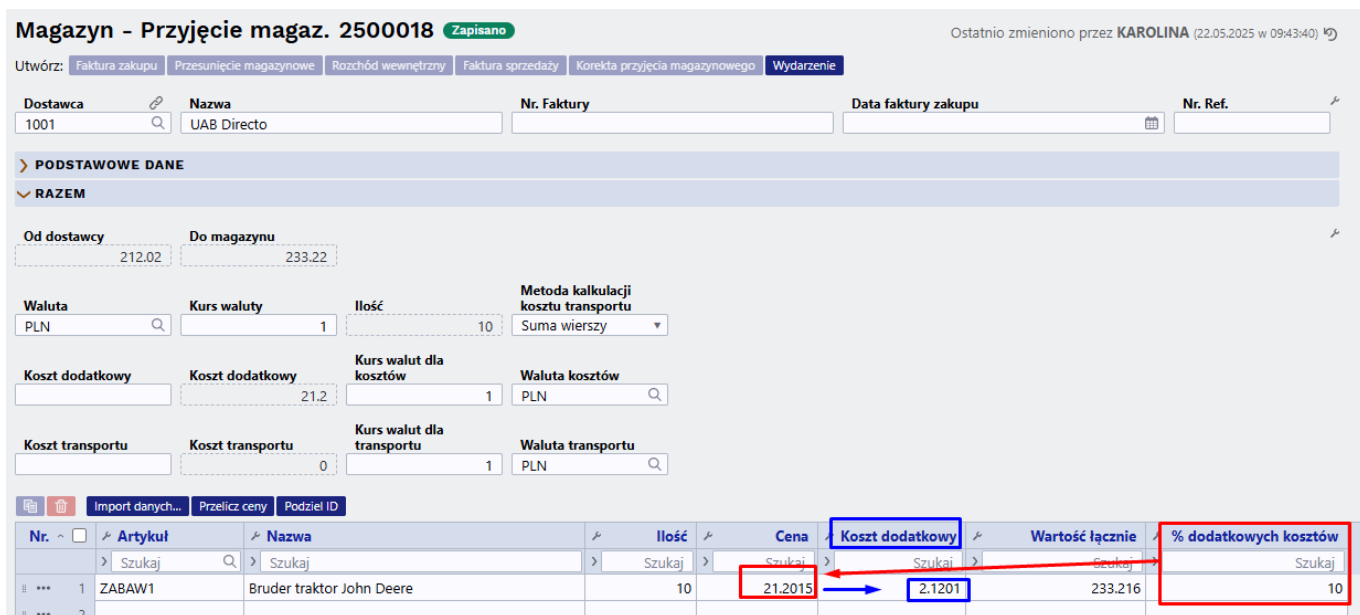 Magazyn - Przyjęcie magaz. 2500018 Zapisano Ostatnio zmieniono przez KAROLINA (22.05.2025 w 09:43:40)
Utwórz: Faktura zakupu Przesunięcie magazynowe Rozchód wewnętrzny Faktura sprzedaży Korekta przyjęcia magazynowego Wydarzenie
Dostawca Nazwa Nr. Faktury Data faktury zakupu Nr. Ref.
1001 UAB Directo
PODSTAWOWE DANE
RAZEM
Od dostawcy Do magazynu
212.02 233.22
Waluta Kurs waluty Ilość Metoda kalkulacji kosztu transportu
PLN 1 10 Suma wierszy
Koszt dodatkowy Koszt dodatkowy Kurs walut dla kosztów Waluta kosztów
21.2 1 PLN
Koszt transportu Koszt transportu Kurs walut dla transportu Waluta transportu
0 1 PLN
Import danych... Przelicz ceny Podziel ID
Nr. Artykuł Nazwa Ilość Cena Koszt dodatkowy Wartość łącznie % dodatkowych kosztów
Szukaj Szukaj Szukaj Szukaj Szukaj Szukaj Szukaj
1 ZABAW1 Bruder traktor John Deere 10 21.2015 2.1201 233.216 10
2